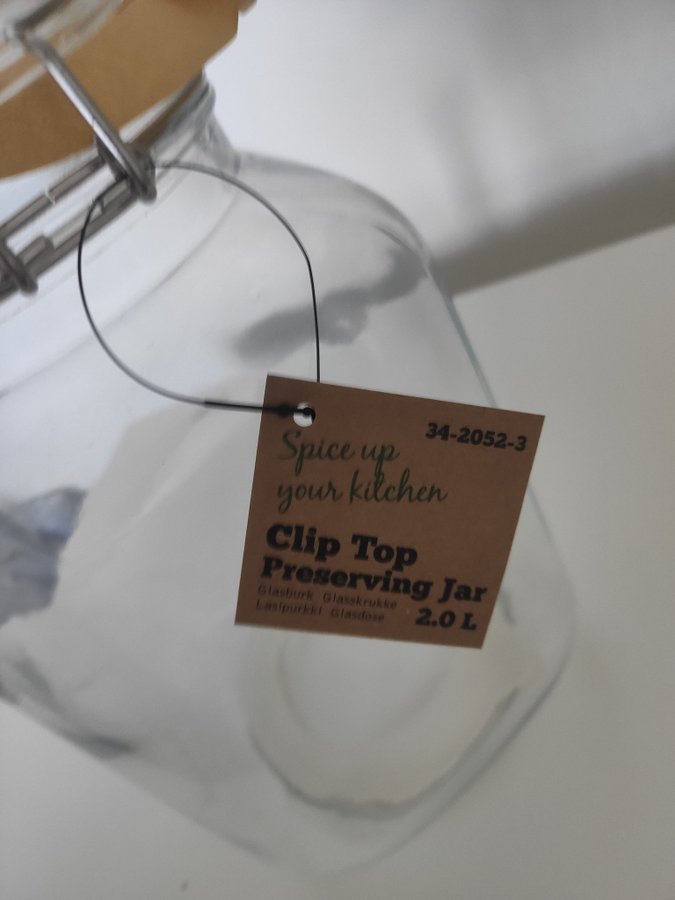 34-2052-3
Spice up
your kitchen
Clip Top
Preserving Jar
Glasburk Glasskrukke
Lasipurkki Glasdose
2.0 L